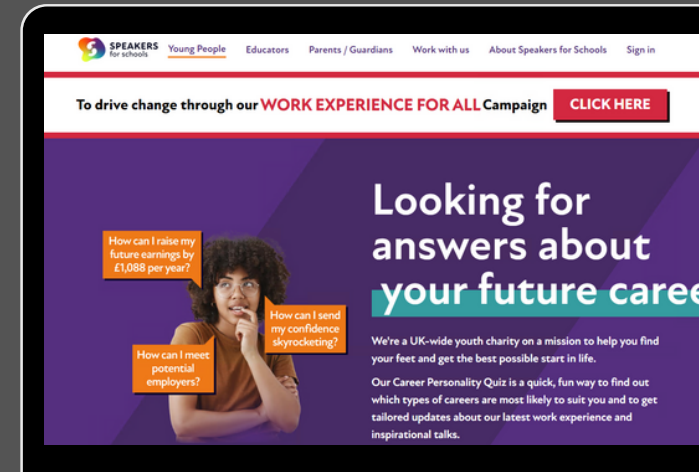 SPEAKERS
for schools
Young People
Educators
Parents / Guardians
Work with us
About Speakers for Schools
Sign in
To drive change through our WORK EXPERIENCE FOR ALL Campaign
CLICK HERE
Looking for
answers about
your future caree
How can I raise my
future earnings by
£1,088 per year?
How can I send
my confidence
skyrocketing?
How can I meet
potential
employers?
We're a UK-wide youth charity on a mission to help you find
your feet and get the best possible start in life.
Our Career Personality Quiz is a quick, fun way to find out
which types of careers are most likely to suit you and to get
tailored updates about our latest work experience and
inspirational talks.